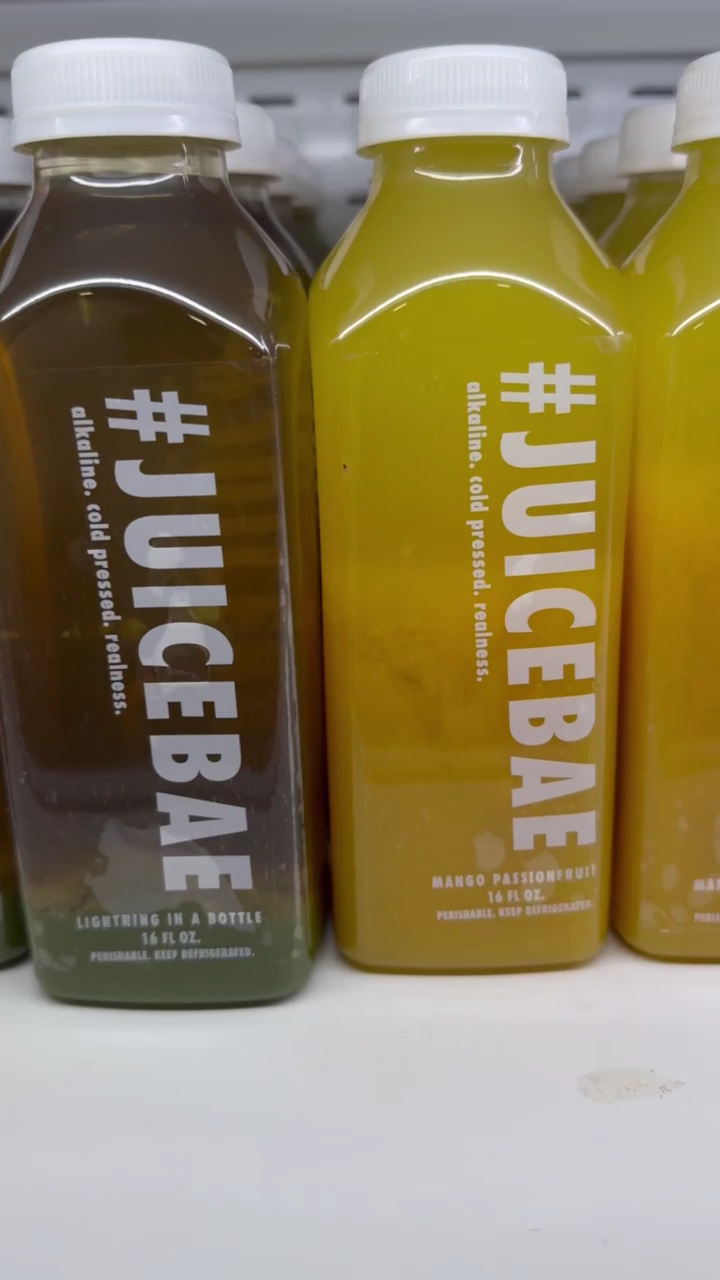 #JUICEBAE
alkaline. cold pressed. realness.
LIGHTNING IN A BOTTLE
16 FL OZ.
PERISHABLE. KEEP REFRIGERATED.
#JUICEBAE
alkaline. cold pressed. realness.
MANGO PASSIONFRUIT
16 FL OZ.
PERISHABLE. KEEP REFRIGERATED.